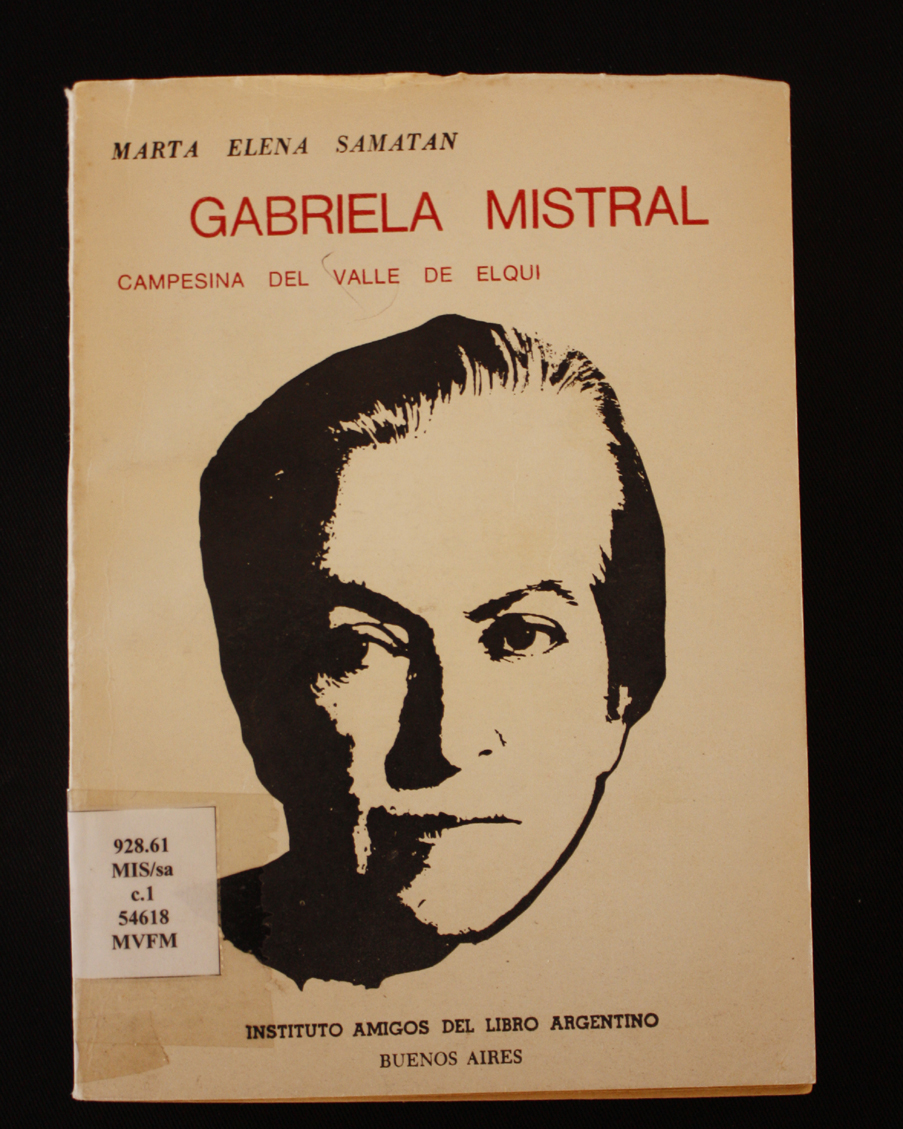 MARTA ELENA SAMATAN
GABRIELA MISTRAL
CAMPESINA DEL VALLE DE ELQUI
928.61
MIS/sa
c.1
54618
MVFM
INSTITUTO AMIGOS DEL LIBRO ARGENTINO
BUENOS AIRES